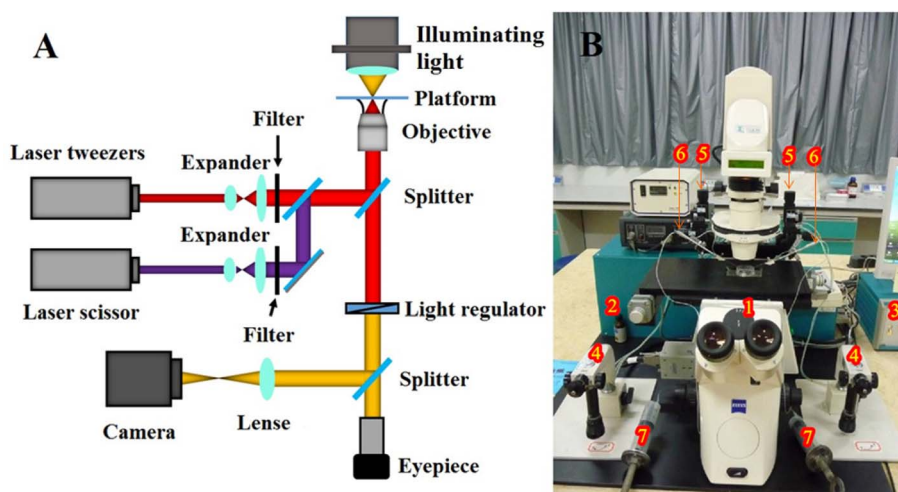 A
Illuminating
light
Platform
Filter
Objective
Laser tweezers
Expander
Splitter
Expander
Laser scissor
Light regulator
Filter
Splitter
Camera
Lense
Eyepiece
B
6
5
5
6
2
1
3
4
4
ZEISS
7
7